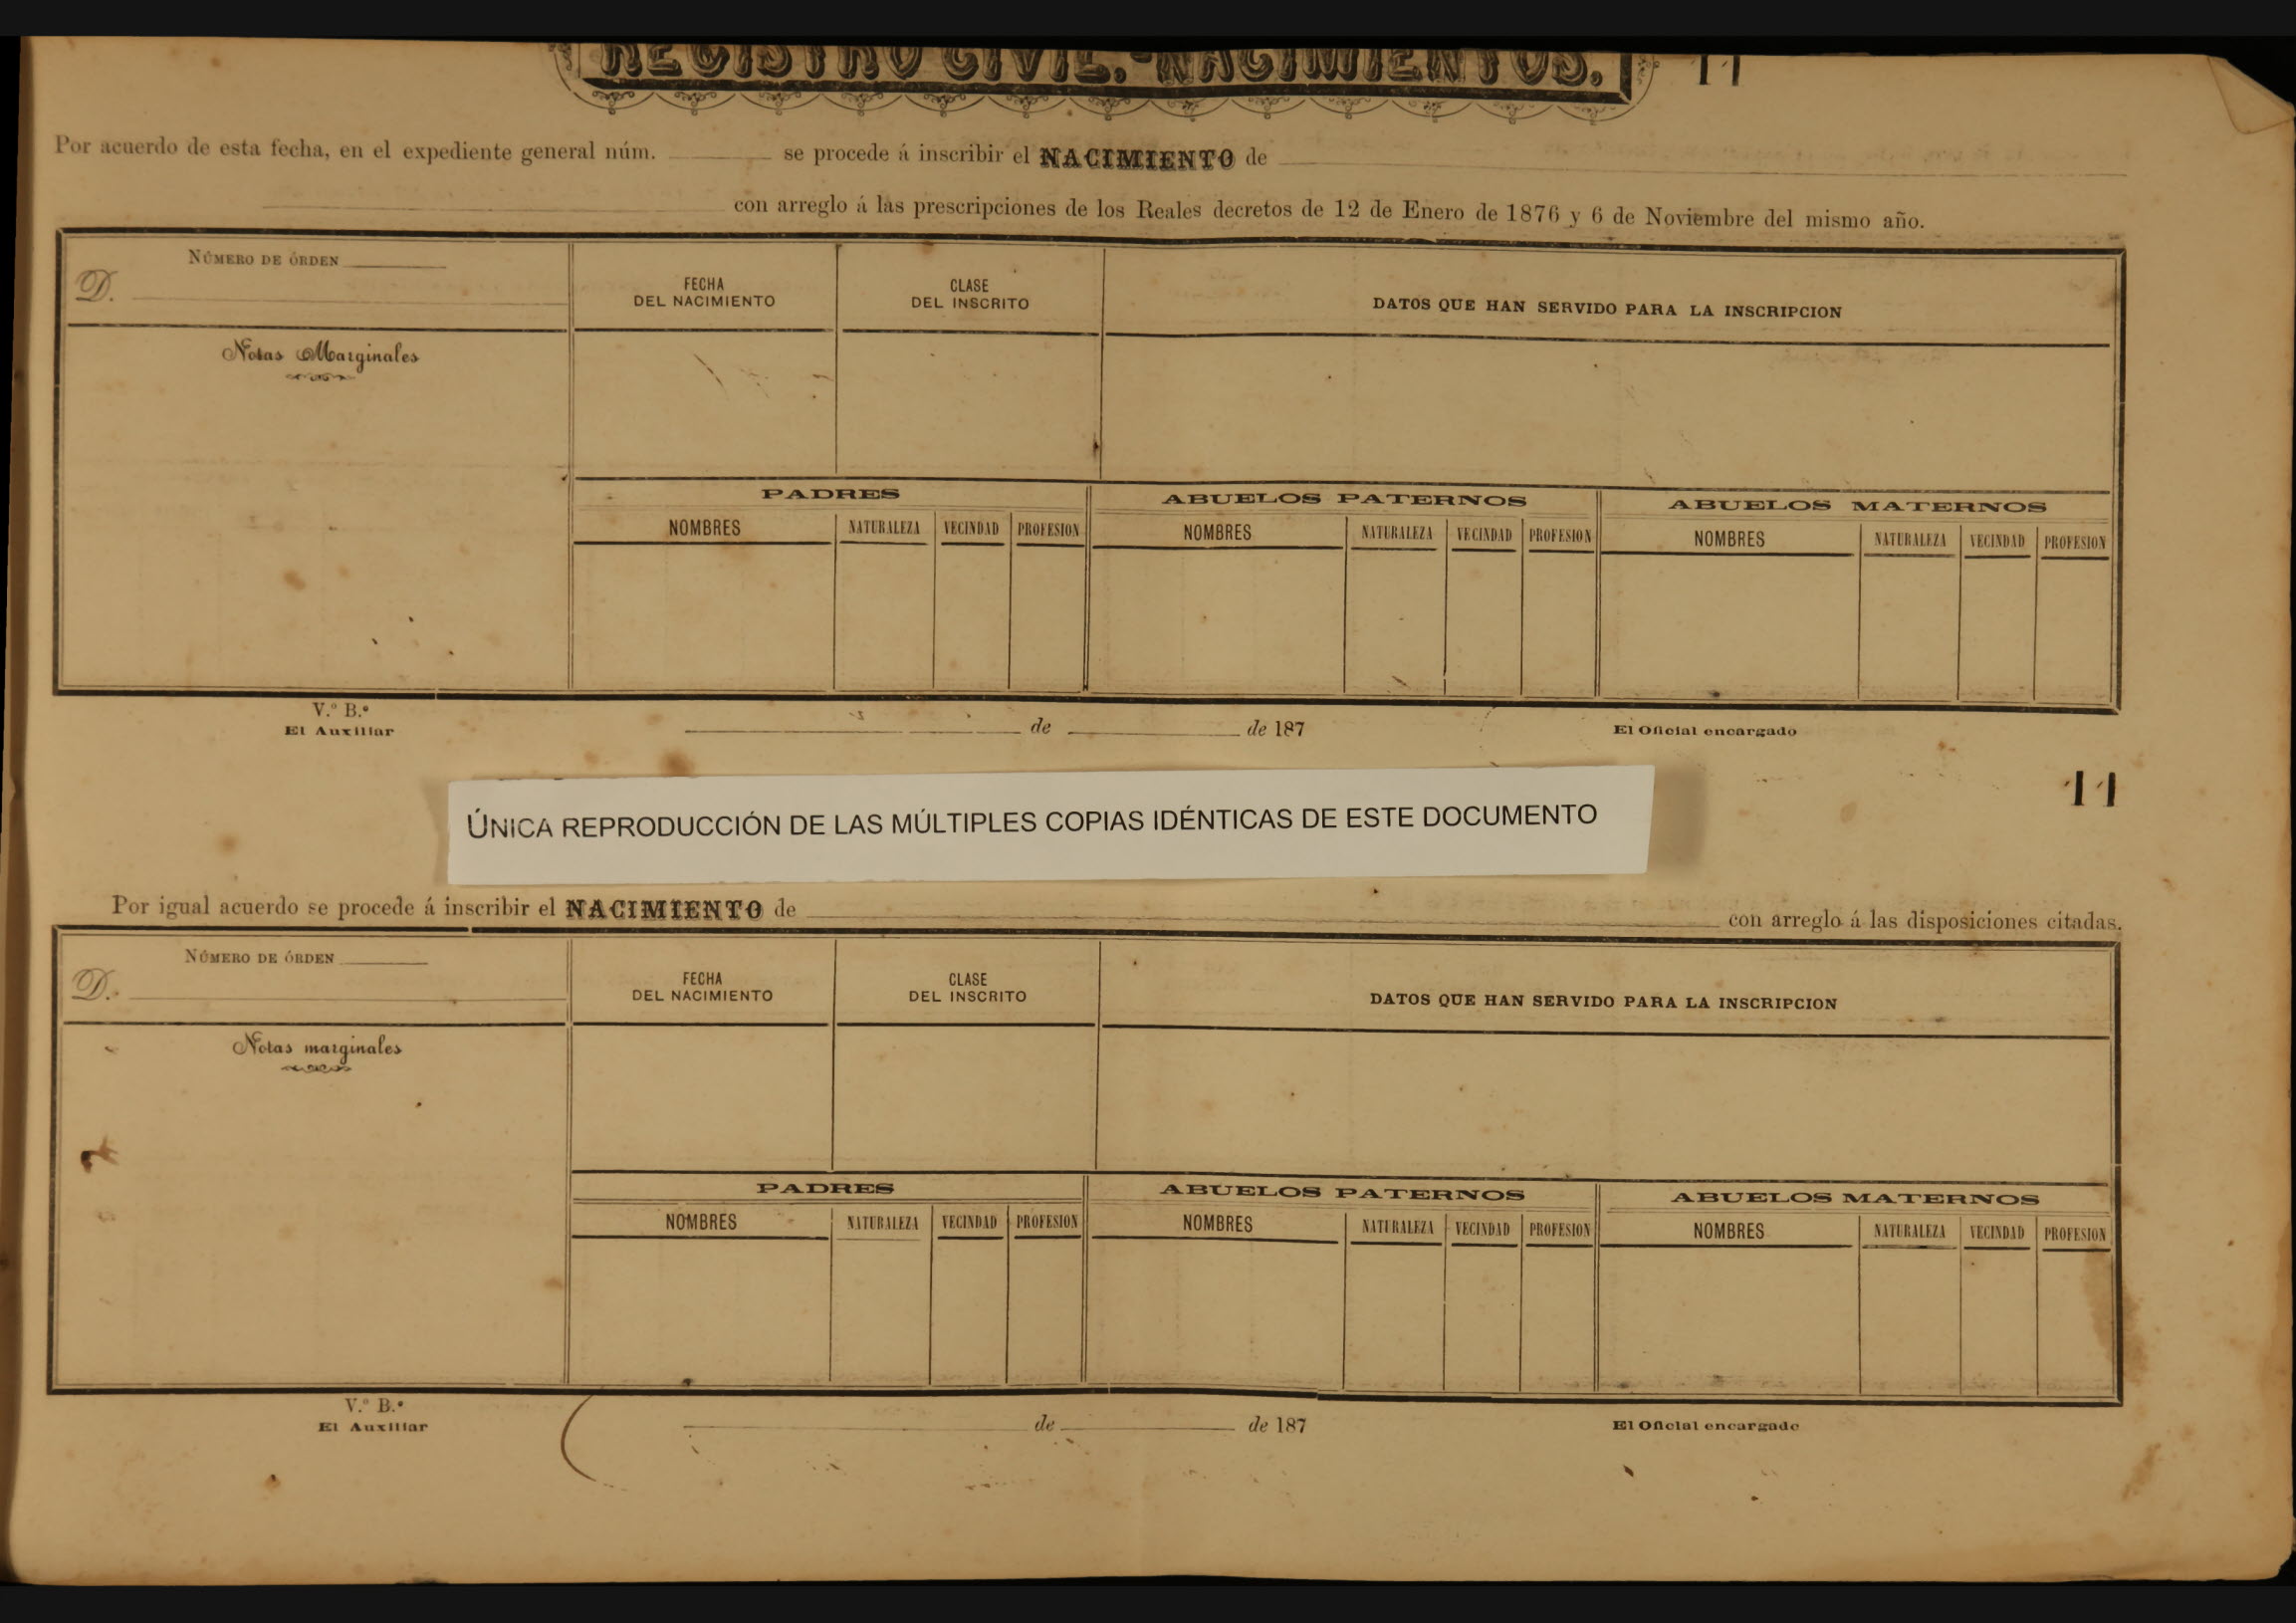 REGISTRO CIVIL.-NACIMIENTOS.
11
Por acuerdo de esta fecha, en el expediente general núm. se procede á inscribir el NACIMIENTO de
con arreglo á las prescripciones de los Reales decretos de 12 de Enero de 1876 y 6 de Noviembre del mismo año.
NÚMERO DE ÓRDEN
D.
Notas Marginales
FECHA
DEL NACIMIENTO
CLASE
DEL INSCRITO
DATOS QUE HAN SERVIDO PARA LA INSCRIPCION
PADRES
NOMBRES NATURALEZA VECINDAD PROFESION
ABUELOS PATERNOS
NOMBRES NATURALEZA VECINDAD PROFESION
ABUELOS MATERNOS
NOMBRES NATURALEZA VECINDAD PROFESION
V.º B.º
El Auxiliar
de de 187
El Oficial encargado
11
ÚNICA REPRODUCCIÓN DE LAS MÚLTIPLES COPIAS IDÉNTICAS DE ESTE DOCUMENTO
Por igual acuerdo se procede á inscribir el NACIMIENTO de con arreglo á las disposiciones citadas.
NÚMERO DE ÓRDEN
D.
Notas marginales
FECHA
DEL NACIMIENTO
CLASE
DEL INSCRITO
DATOS QUE HAN SERVIDO PARA LA INSCRIPCION
PADRES
NOMBRES NATURALEZA VECINDAD PROFESION
ABUELOS PATERNOS
NOMBRES NATURALEZA VECINDAD PROFESION
ABUELOS MATERNOS
NOMBRES NATURALEZA VECINDAD PROFESION
V.º B.º
El Auxiliar
de de 187
El Oficial encargado